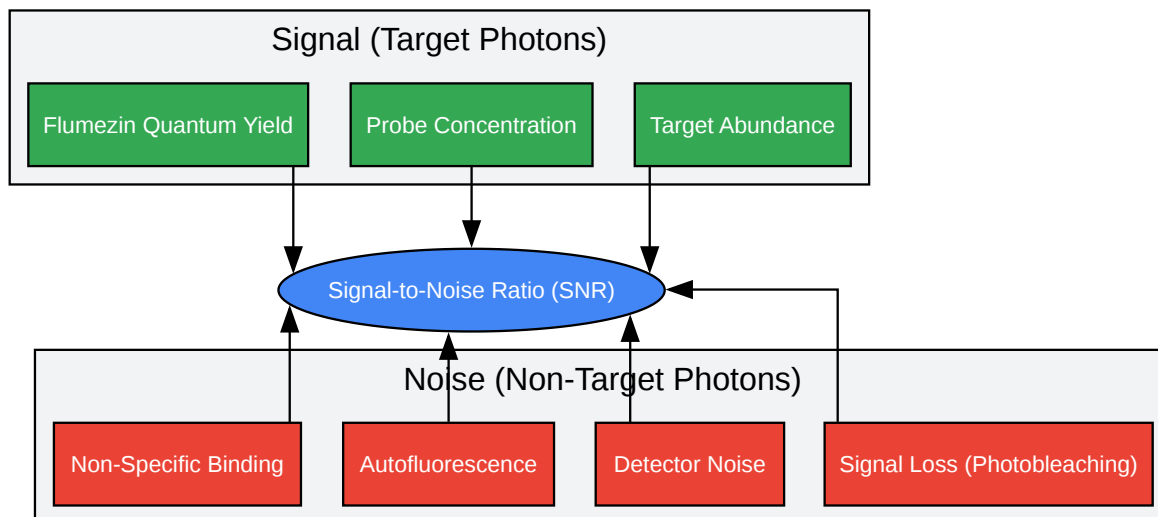 Signal (Target Photons)
Flumezin Quantum Yield
Probe Concentration
Target Abundance
Signal-to-Noise Ratio (SNR)
Noise (Non-Target Photons)
Non-Specific Binding
Autofluorescence
Detector Noise
Signal Loss (Photobleaching)